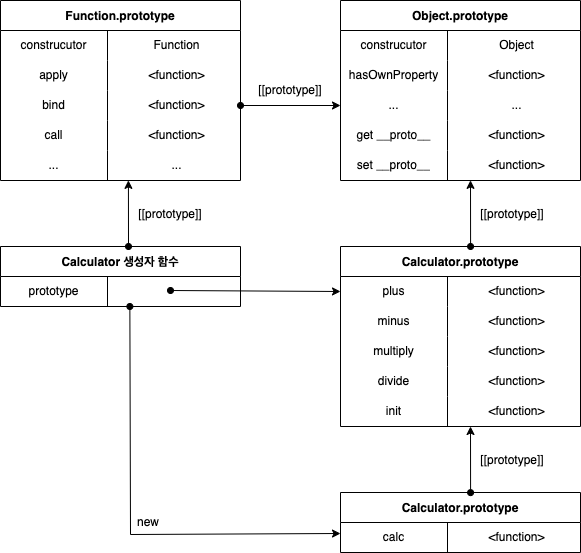 Function.prototype
construcutor Function
apply <function>
bind <function>
call <function>
... ...
[[prototype]]
Object.prototype
construcutor Object
hasOwnProperty <function>
... ...
get __proto__ <function>
set __proto__ <function>
[[prototype]]
[[prototype]]
Calculator 생성자 함수
prototype
Calculator.prototype
plus <function>
minus <function>
multiply <function>
divide <function>
init <function>
[[prototype]]
new
Calculator.prototype
calc <function>